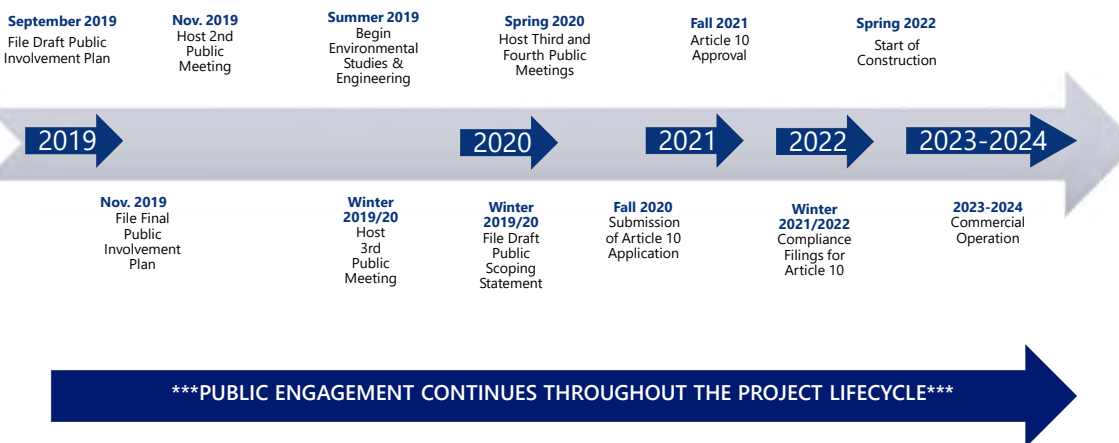 September 2019
File Draft Public
Involvement Plan
Nov. 2019
Host 2nd
Public
Meeting
Summer 2019
Begin
Environmental
Studies &
Engineering
Spring 2020
Host Third and
Fourth Public
Meetings
Fall 2021
Article 10
Approval
Spring 2022
Start of
Construction
2019
2020
2021
2022
2023-2024
Nov. 2019
File Final
Public
Involvement
Plan
Winter
2019/20
Host
3rd
Public
Meeting
Winter
2019/20
File Draft
Public
Scoping
Statement
Fall 2020
Submission
of Article 10
Application
Winter
2021/2022
Compliance
Filings for
Article 10
2023-2024
Commercial
Operation
***PUBLIC ENGAGEMENT CONTINUES THROUGHOUT THE PROJECT LIFECYCLE***